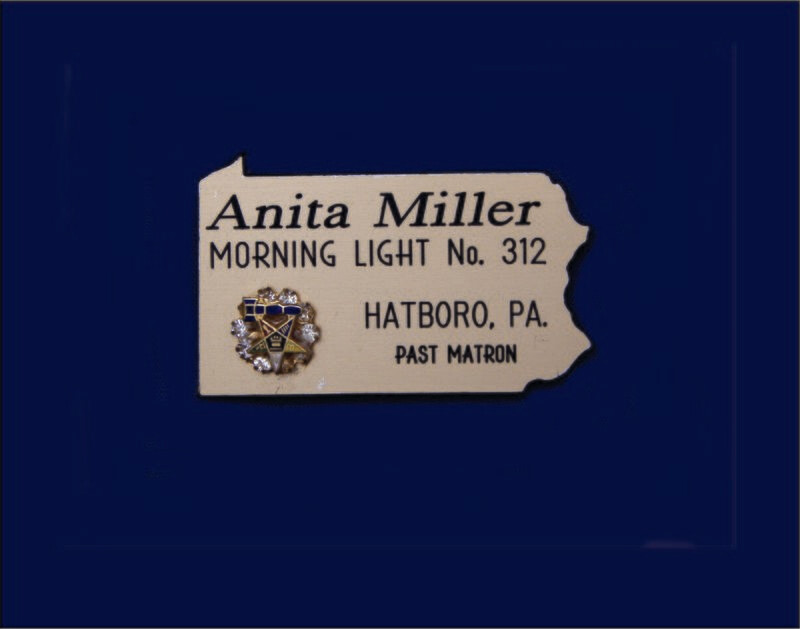 Anita Miller
MORNING LIGHT No. 312
HATBORO, PA.
PAST MATRON